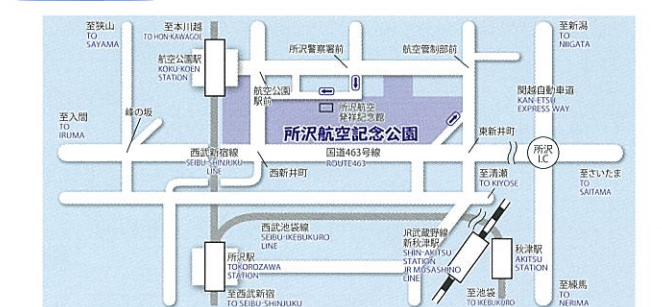 至狭山
TO
SAYAMA
至本川越
TO HON-KAWAGOE
至新潟
TO
NIIGATA
航空公園駅
KOKU-KOEN
STATION
所沢警察署前
航空管制部前
関越自動車道
KAN-ETSU
EXPRESS WAY
航空公園
駅前
所沢航空
発祥記念館
至入間
TO
IRUMA
峰の坂
所沢航空記念公園
東新井町
所沢
I.C
西武新宿線
SEIBU-SHINJUKU
LINE
国道463号線
ROUTE463
西新井町
至清瀬
TO KIYOSE
至さいたま
TO
SAITAMA
西武池袋線
SEIBU-IKEBUKURO
LINE
JR武蔵野線
新秋津駅
SHIN-AKITSU
STATION
JR MUSASHINO
LINE
秋津駅
AKITSU
STATION
所沢駅
TOKOROZAWA
STATION
至西武新宿
TO SEIBU-SHINJUKU
至池袋
TO IKEBUKURO
至練馬
TO
NERIMA